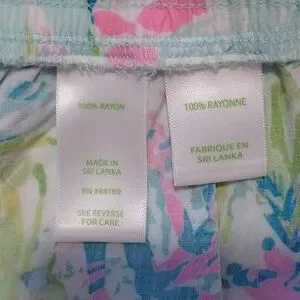 100% RAYON
MADE IN
SRI LANKA
RN #88189
SEE REVERSE
FOR CARE
100% RAYONNE
FABRIQUE EN
SRI LANKA